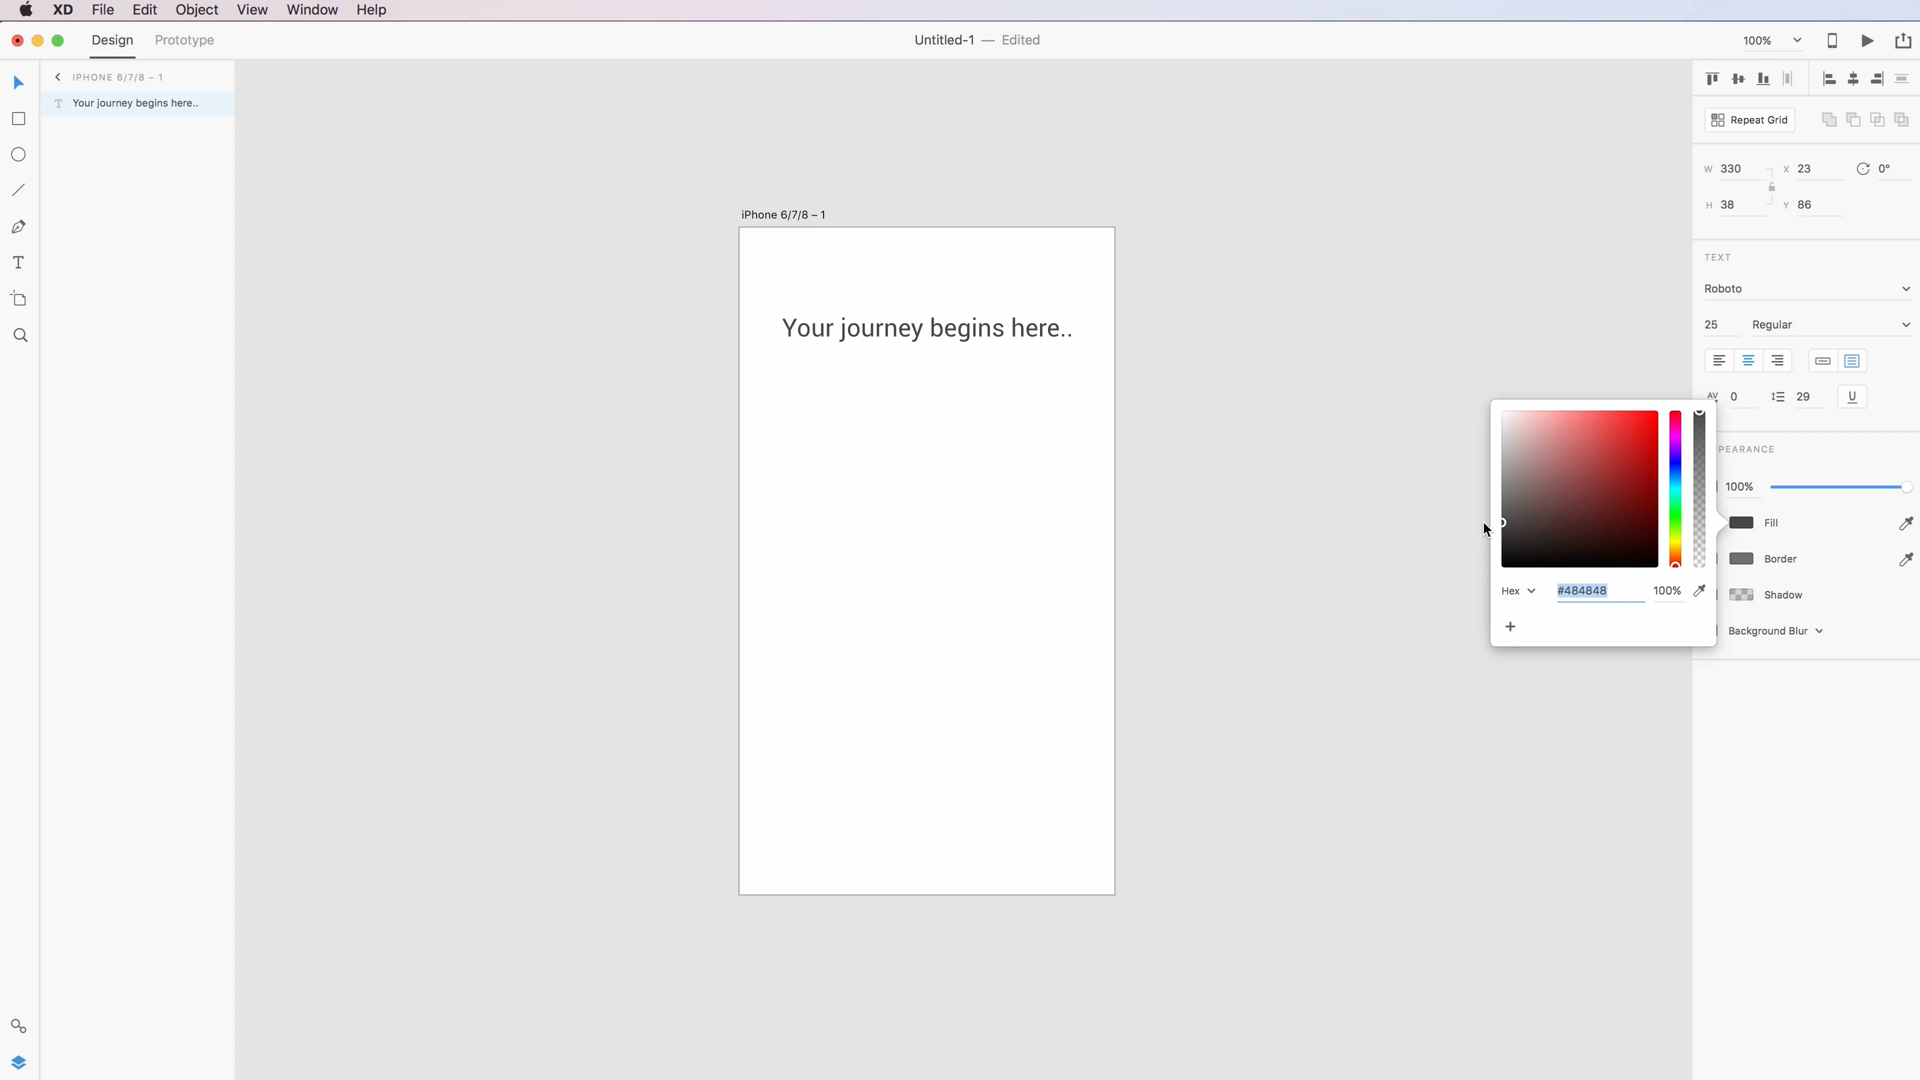 XD File Edit Object View Window Help
Design Prototype
Untitled-1 — Edited
100%
IPHONE 6/7/8 – 1
T Your journey begins here..
iPhone 6/7/8 – 1
Your journey begins here..
Repeat Grid
W 330 X 23 0°
H 38 Y 86
TEXT
Roboto
25 Regular
AV 0 29 U
PEARANCE
100%
Fill
Border
Shadow
Background Blur
Hex #484848 100%
+